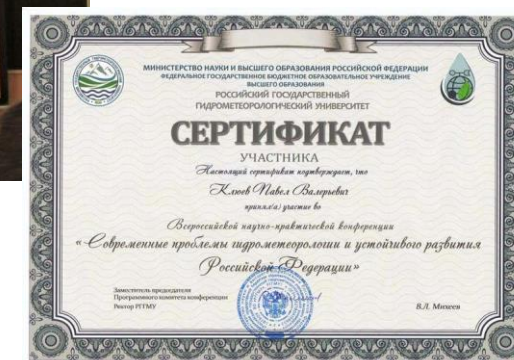 МИНИСТЕРСТВО НАУКИ И ВЫСШЕГО ОБРАЗОВАНИЯ РОССИЙСКОЙ ФЕДЕРАЦИИ
ФЕДЕРАЛЬНОЕ ГОСУДАРСТВЕННОЕ БЮДЖЕТНОЕ ОБРАЗОВАТЕЛЬНОЕ УЧРЕЖДЕНИЕ
ВЫСШЕГО ОБРАЗОВАНИЯ
РОССИЙСКИЙ ГОСУДАРСТВЕННЫЙ
ГИДРОМЕТЕОРОЛОГИЧЕСКИЙ УНИВЕРСИТЕТ
СЕРТИФИКАТ
УЧАСТНИКА
Настоящий сертификат подтверждает, что
Клюев Павел Валерьевич
принял(а) участие во
Всероссийской научно-практической конференции
«Современные проблемы гидрометеорологии и устойчивого развития
Российской Федерации»
Заместитель председателя
Программного комитета конференции
Ректор РГГМУ
В.Л. Михеев